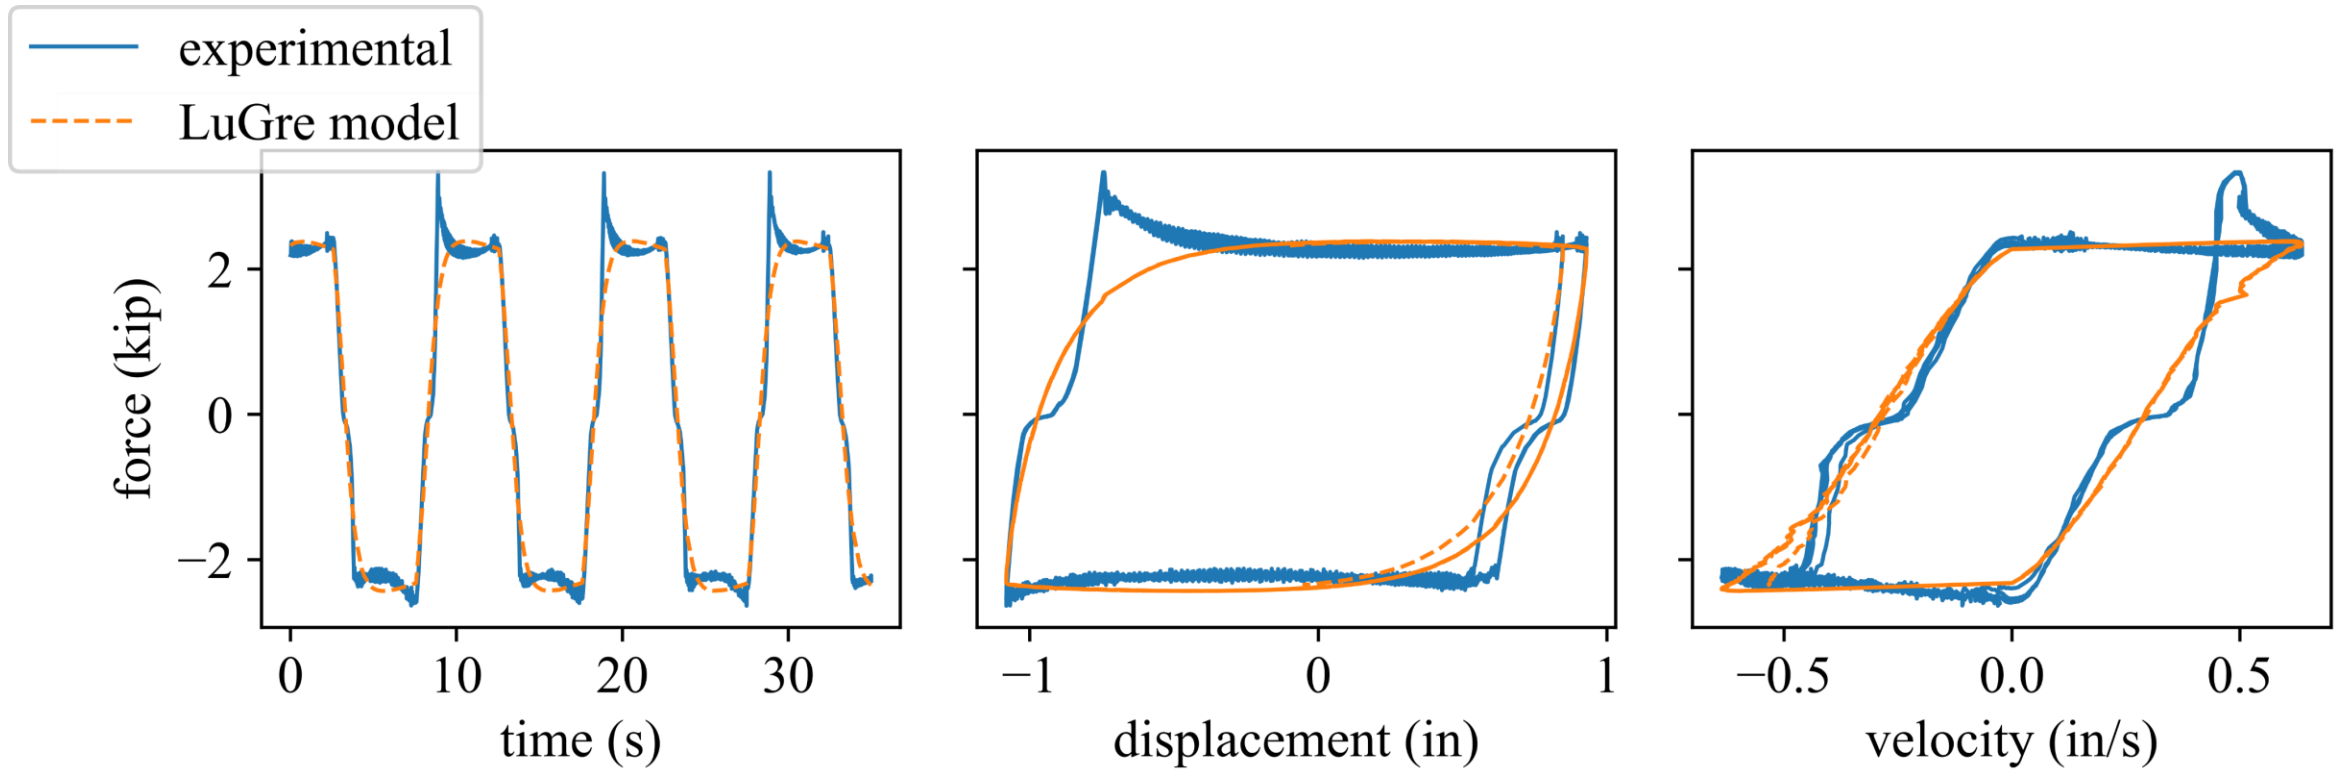 experimental
LuGre model
force (kip)
2
0
−2
0 10 20 30
−1 0 1
−0.5 0.0 0.5
time (s)
displacement (in)
velocity (in/s)